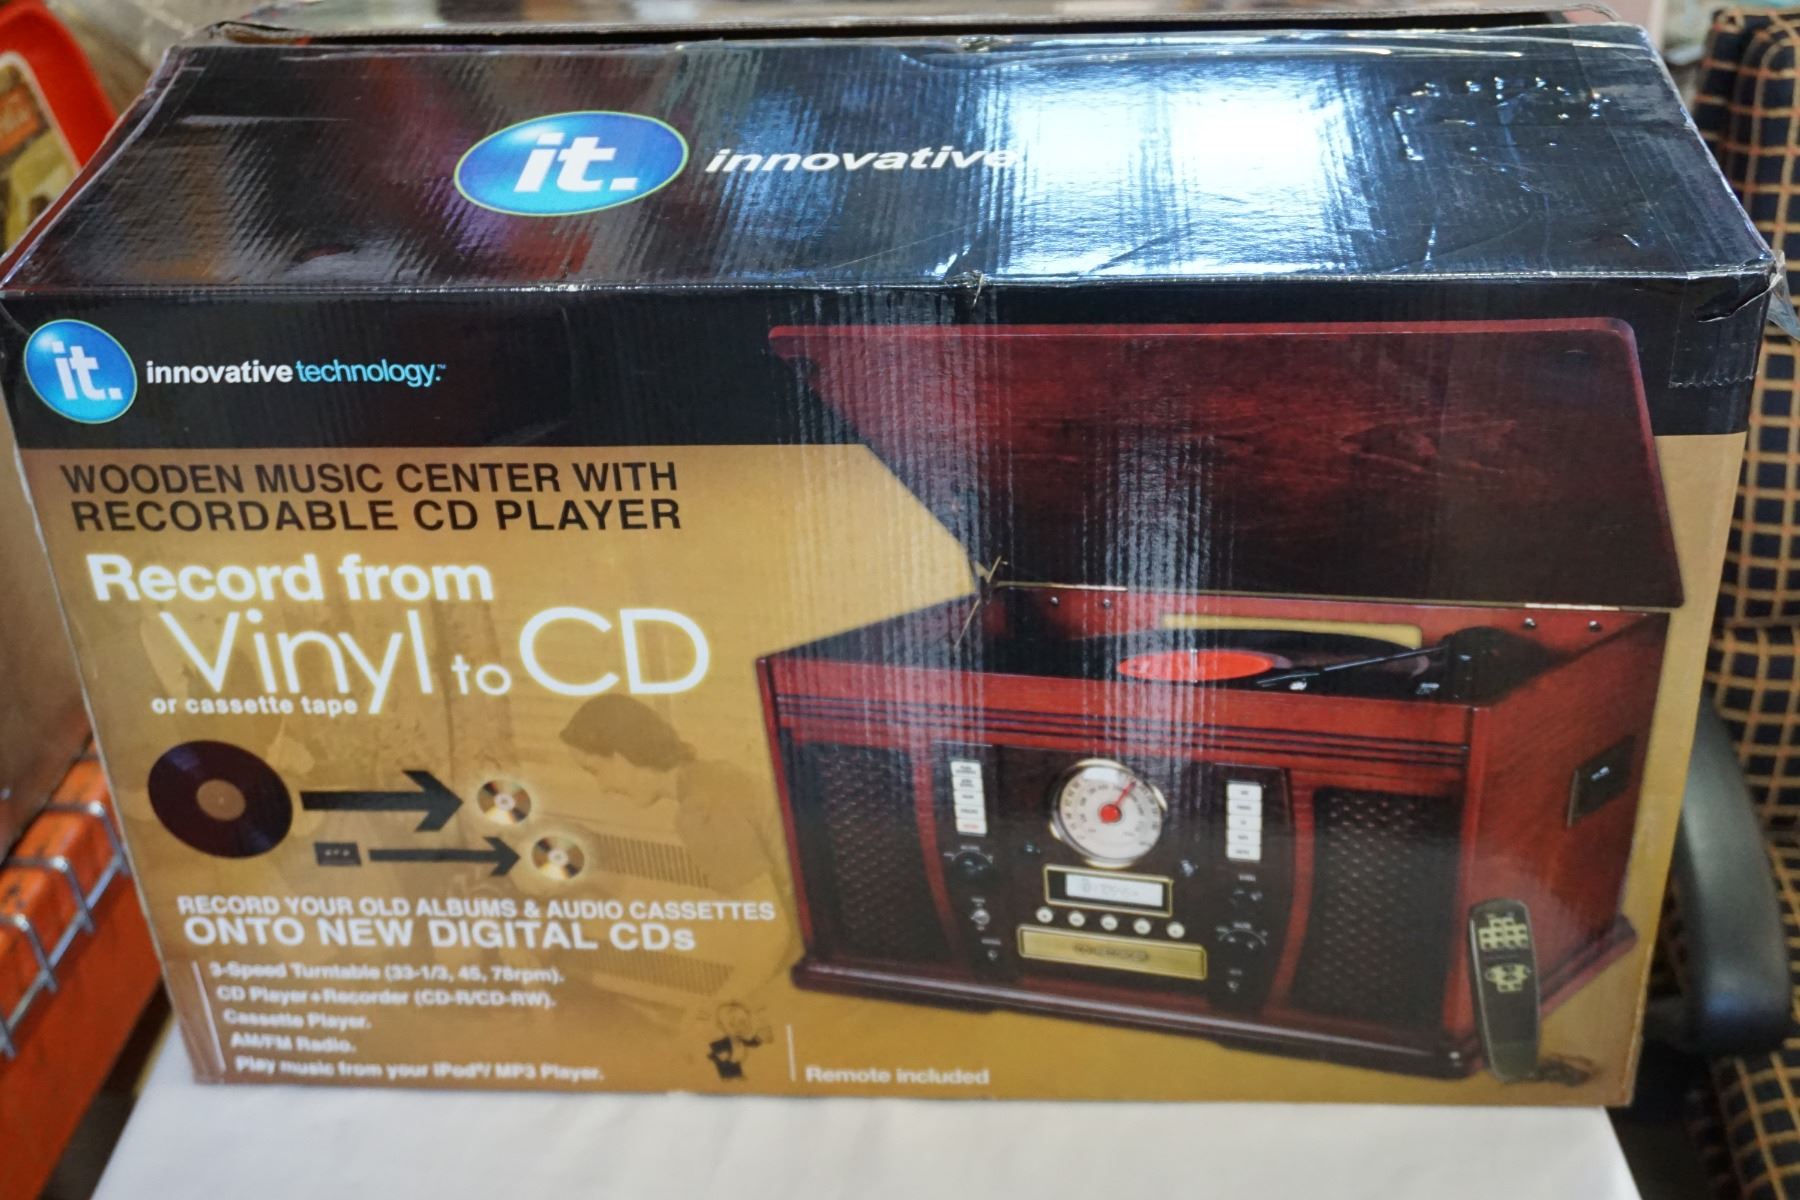 it. innovative
it. innovative technology.™
WOODEN MUSIC CENTER WITH
RECORDABLE CD PLAYER
Record from
Vinyl to CD
or cassette tape
RECORD YOUR OLD ALBUMS & AUDIO CASSETTES
ONTO NEW DIGITAL CDs
3-Speed Turntable (33-1/3, 45, 78rpm).
CD Player + Recorder (CD-R/CD-RW).
Cassette Player.
AM/FM Radio.
Play music from your iPod®/ MP3 Player.
Remote included